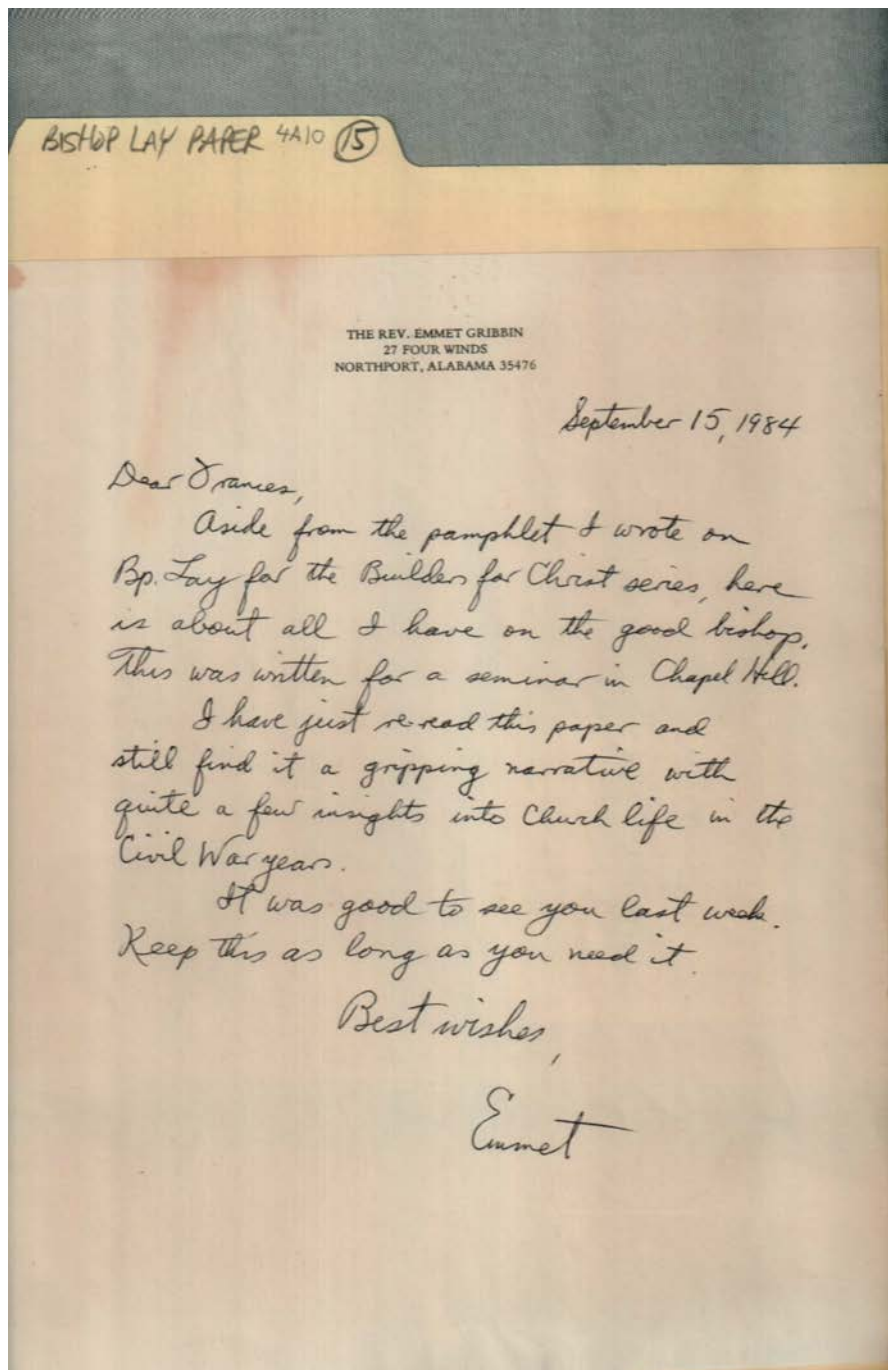 BISHOP LAY PAPER 4A10 15
THE REV. EMMET GRIBBIN
27 FOUR WINDS
NORTHPORT, ALABAMA 35476
September 15, 1984
Dear Frances,
Aside from the pamphlet I wrote on
Bp. Lay for the Builders for Christ series, here
is about all I have on the good bishop.
This was written for a seminar in Chapel Hill.
I have just re-read this paper and
still find it a gripping narrative with
quite a few insights into Church life in the
Civil War years.
It was good to see you last week.
Keep this as long as you need it.
Best wishes,
Emmet